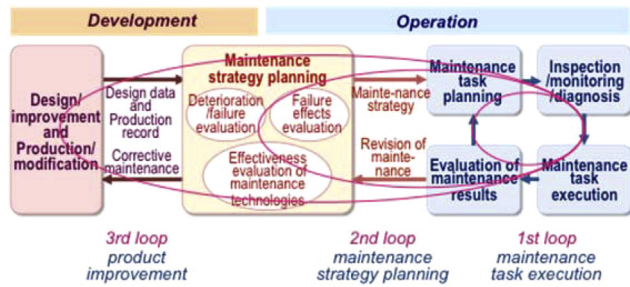 Development
Operation
Design/
improvement
and
Production/
modification
Design data
and
Production
record
Corrective
maintenance
Maintenance
strategy planning
Deterioration
/failure
evaluation
Failure
effects
evaluation
Effectiveness
evaluation of
maintenance
technologies
Mainte-nance
strategy
Revision of
mainte-
nance
Maintenance
task
planning
Inspection
/monitoring
/diagnosis
Evaluation of
maintenance
results
Maintenance
task
execution
3rd loop
product
improvement
2nd loop
maintenance
strategy planning
1st loop
maintenance
task execution